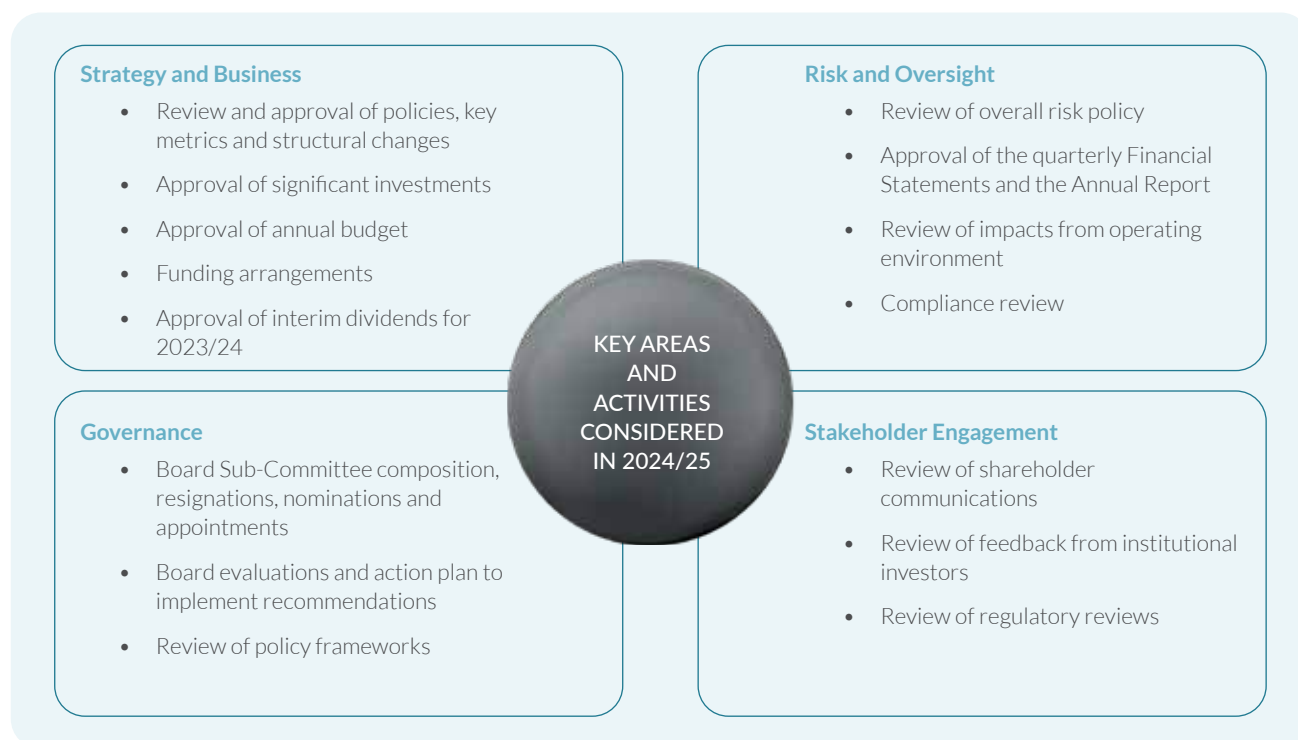 Strategy and Business
• Review and approval of policies, key
metrics and structural changes
• Approval of significant investments
• Approval of annual budget
• Funding arrangements
• Approval of interim dividends for
2023/24
Risk and Oversight
• Review of overall risk policy
• Approval of the quarterly Financial
Statements and the Annual Report
• Review of impacts from operating
environment
• Compliance review
KEY AREAS
AND
ACTIVITIES
CONSIDERED
IN 2024/25
Governance
• Board Sub-Committee composition,
resignations, nominations and
appointments
• Board evaluations and action plan to
implement recommendations
• Review of policy frameworks
Stakeholder Engagement
• Review of shareholder
communications
• Review of feedback from institutional
investors
• Review of regulatory reviews